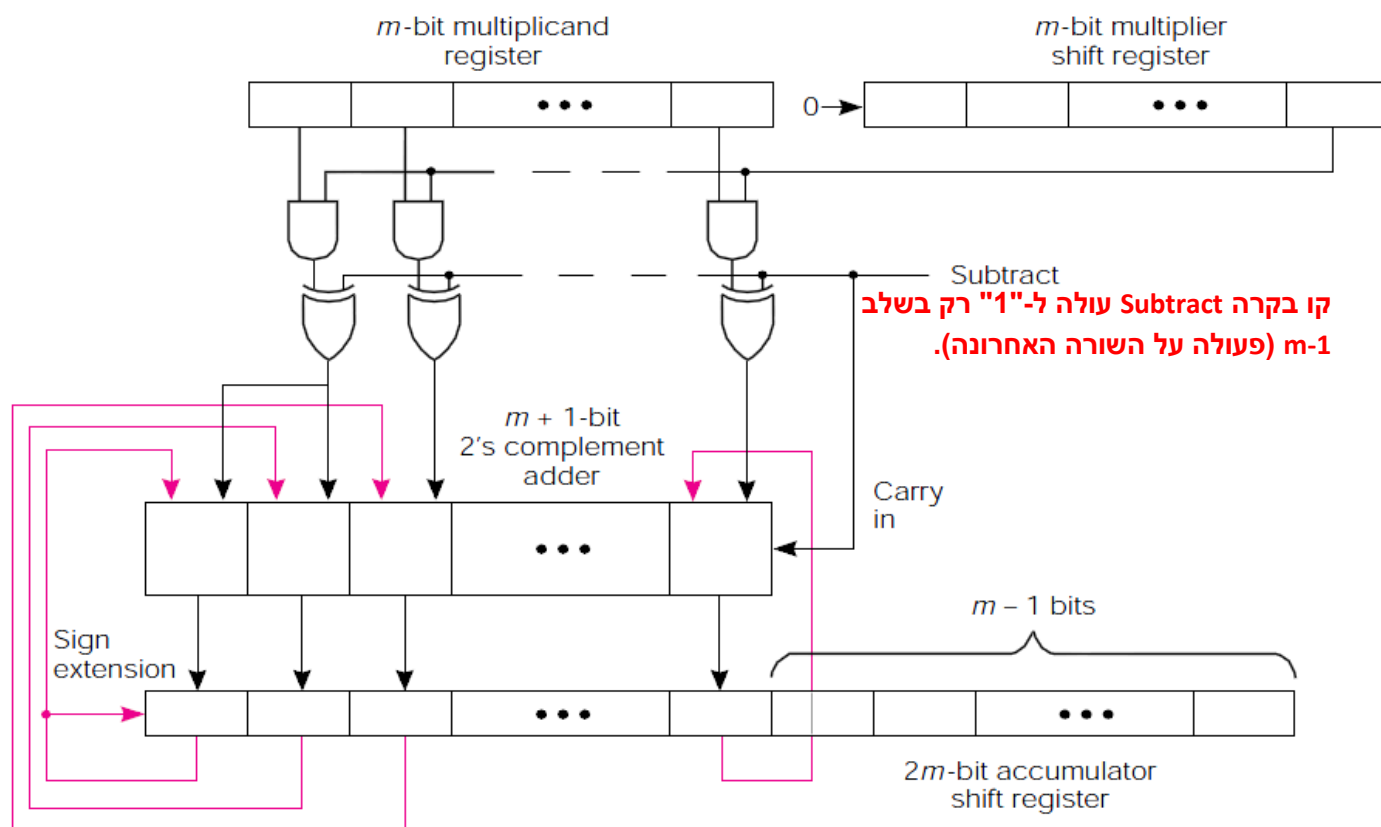 m-bit multiplicand
register
m-bit multiplier
shift register
0
Subtract
קו בקרה Subtract עולה ל-"1" רק בשלב
m-1 (פעולה על השורה האחרונה).
m + 1-bit
2's complement
adder
Carry
in
m – 1 bits
Sign
extension
2m-bit accumulator
shift register